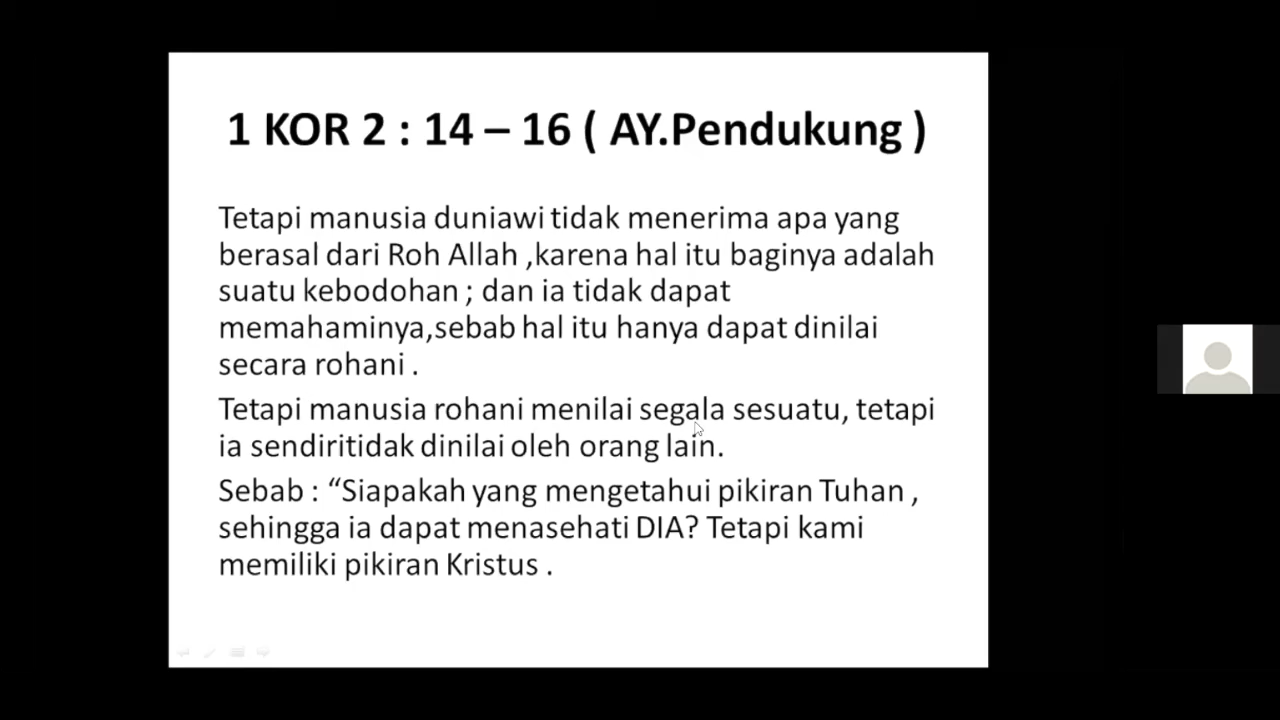 1 KOR 2 : 14 – 16 ( AY.Pendukung )
Tetapi manusia duniawi tidak menerima apa yang
berasal dari Roh Allah ,karena hal itu baginya adalah
suatu kebodohan ; dan ia tidak dapat
memahaminya,sebab hal itu hanya dapat dinilai
secara rohani .
Tetapi manusia rohani menilai segala sesuatu, tetapi
ia sendiritidak dinilai oleh orang lain.
Sebab : “Siapakah yang mengetahui pikiran Tuhan ,
sehingga ia dapat menasehati DIA? Tetapi kami
memiliki pikiran Kristus .